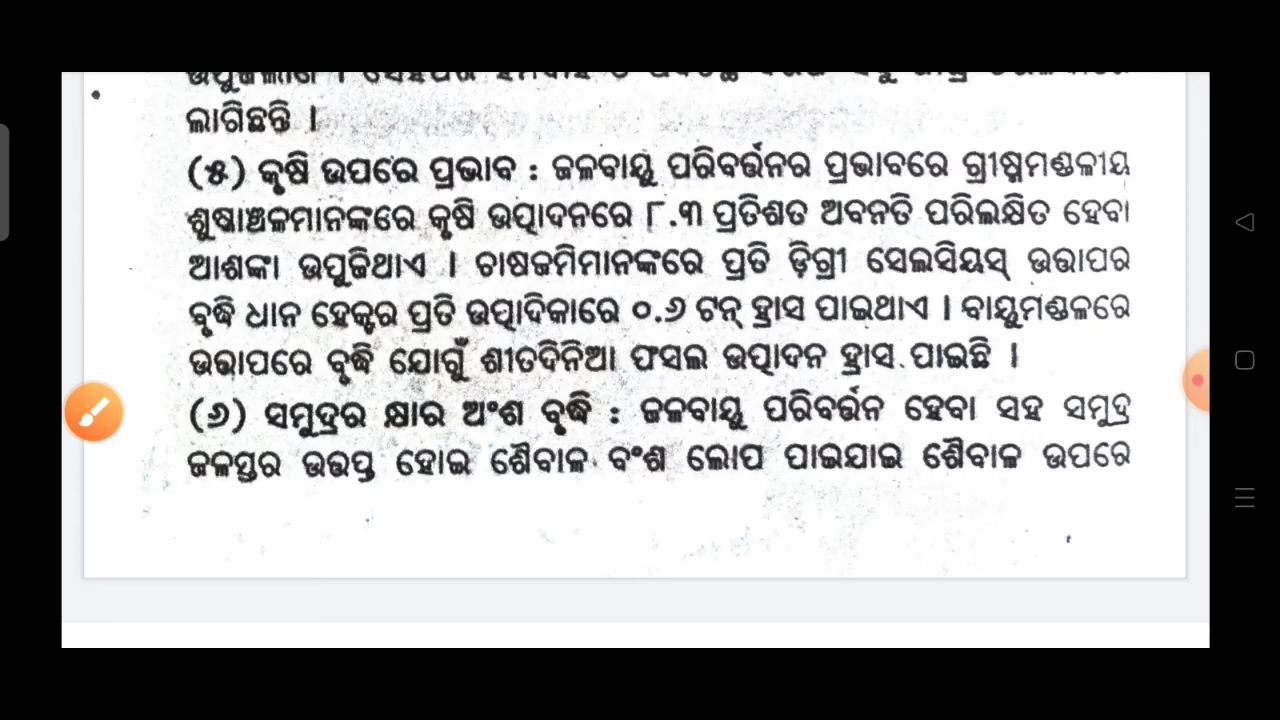 ଲାଗିଛନ୍ତି ।
(୫) କୃଷି ଉପରେ ପ୍ରଭାବ : ଜଳବାୟୁ ପରିବର୍ତ୍ତନର ପ୍ରଭାବରେ ଗ୍ରୀଷ୍ମମଣ୍ଡଳୀୟ
ଶୁଷ୍କାଞ୍ଚଳମାନଙ୍କରେ କୃଷି ଉତ୍ପାଦନରେ ୮.୩ ପ୍ରତିଶତ ଅବନତି ପରିଲକ୍ଷିତ ହେବା
ଆଶଙ୍କା ଉପୁଜିଥାଏ । ଚାଷଜମିମାନଙ୍କରେ ପ୍ରତି ଡ଼ିଗ୍ରୀ ସେଲସିୟସ୍ ଉତ୍ତାପର
ବୃଦ୍ଧି ଧାନ ହେକ୍ଟର ପ୍ରତି ଉତ୍ପାଦିକାରେ ୦.୬ ଟନ୍ ହ୍ରାସ ପାଇଥାଏ । ବାୟୁମଣ୍ଡଳରେ
ଉତ୍ତାପରେ ବୃଦ୍ଧି ଯୋଗୁଁ ଶୀତଦିନିଆ ଫସଲ ଉତ୍ପାଦନ ହ୍ରାସ ପାଇଛି ।
(୬) ସମୁଦ୍ରର କ୍ଷାର ଅଂଶ ବୃଦ୍ଧି : ଜଳବାୟୁ ପରିବର୍ତ୍ତନ ହେବା ସହ ସମୁଦ୍ର
ଜଳସ୍ତର ଉତ୍ତପ୍ତ ହୋଇ ଶୈବାଳ ବଂଶ ଲୋପ ପାଇଯାଇ ଶୈବାଳ ଉପରେ